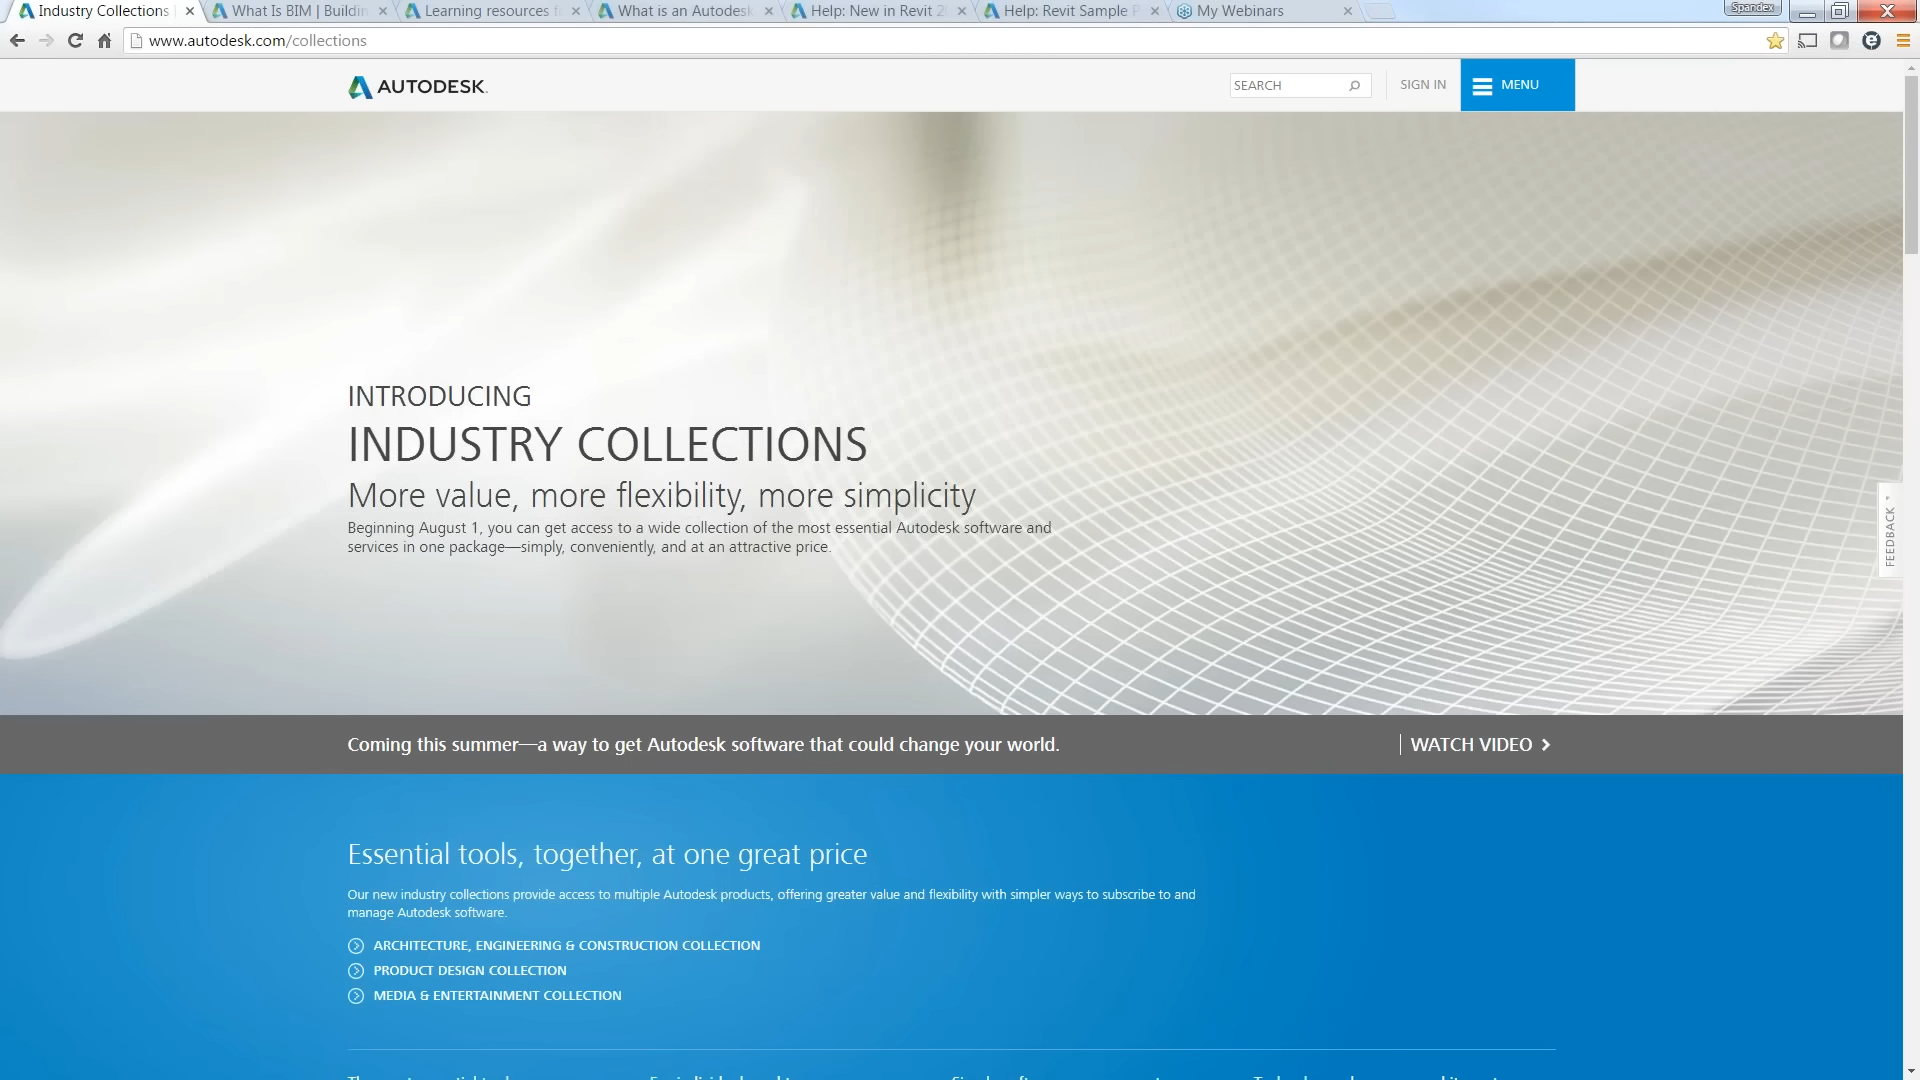 Industry Collections
What Is BIM | Buildin
Learning resources f
What is an Autodesk
Help: New in Revit 2
Help: Revit Sample P
My Webinars
Spandex
www.autodesk.com/collections
AUTODESK.
SEARCH
SIGN IN
MENU
INTRODUCING
INDUSTRY COLLECTIONS
More value, more flexibility, more simplicity
Beginning August 1, you can get access to a wide collection of the most essential Autodesk software and
services in one package—simply, conveniently, and at an attractive price.
FEEDBACK
Coming this summer—a way to get Autodesk software that could change your world.
WATCH VIDEO
Essential tools, together, at one great price
Our new industry collections provide access to multiple Autodesk products, offering greater value and flexibility with simpler ways to subscribe to and
manage Autodesk software.
ARCHITECTURE, ENGINEERING & CONSTRUCTION COLLECTION
PRODUCT DESIGN COLLECTION
MEDIA & ENTERTAINMENT COLLECTION